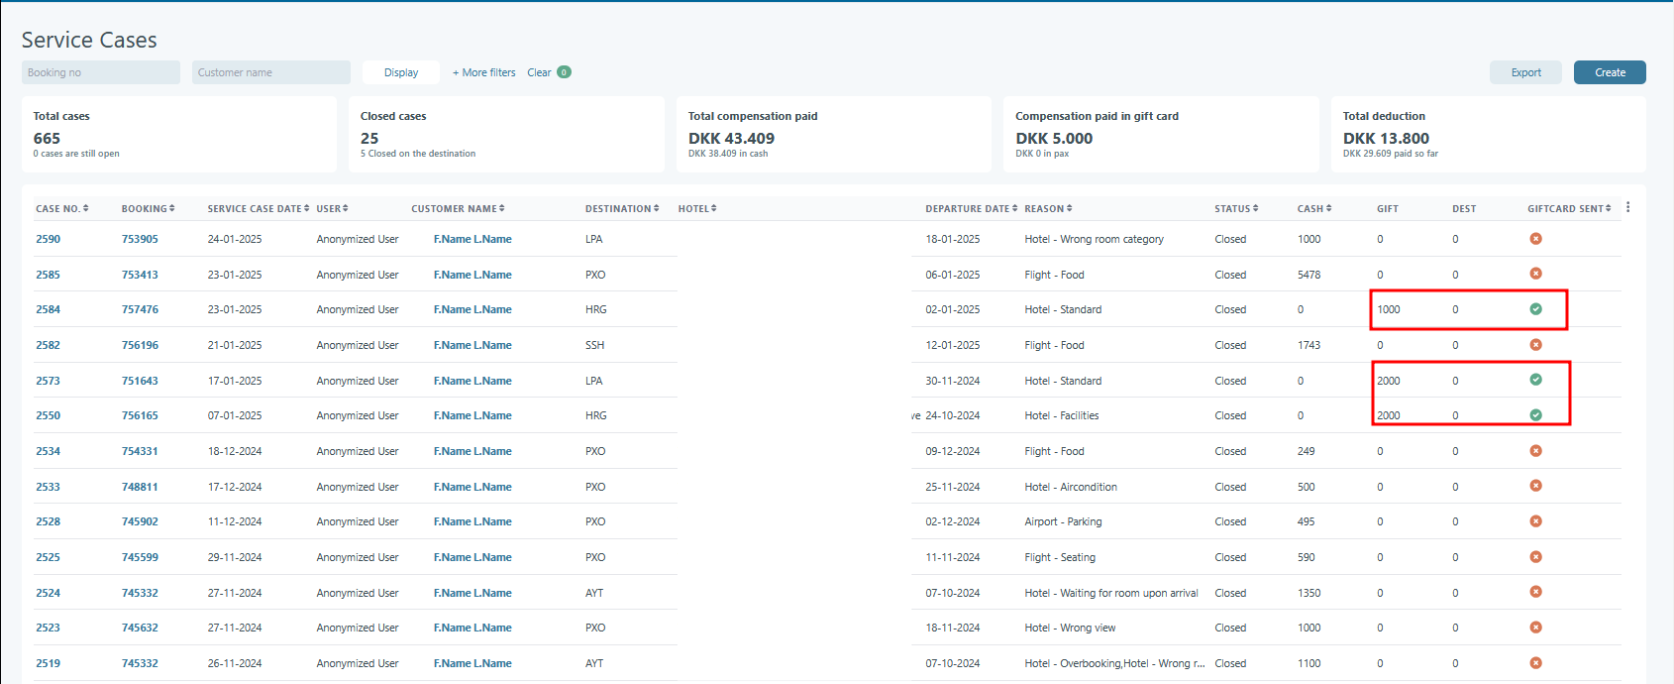 Service Cases
Booking no Customer name Display + More filters Clear 0 Export Create
Total cases Closed cases Total compensation paid Compensation paid in gift card Total deduction
665 25 DKK 43.409 DKK 5.000 DKK 13.800
0 cases are still open 5 Closed on the destination DKK 38.409 in cash DKK 0 in pax DKK 29.609 paid so far
CASE NO. BOOKING SERVICE CASE DATE USER CUSTOMER NAME DESTINATION HOTEL DEPARTURE DATE REASON STATUS CASH GIFT DEST GIFTCARD SENT
2590 753905 24-01-2025 Anonymized User F.Name L.Name LPA 18-01-2025 Hotel - Wrong room category Closed 1000 0 0
2585 753413 23-01-2025 Anonymized User F.Name L.Name PXO 06-01-2025 Flight - Food Closed 5478 0 0
2584 757476 23-01-2025 Anonymized User F.Name L.Name HRG 02-01-2025 Hotel - Standard Closed 0 1000 0
2582 756196 21-01-2025 Anonymized User F.Name L.Name SSH 12-01-2025 Flight - Food Closed 1743 0 0
2573 751643 17-01-2025 Anonymized User F.Name L.Name LPA 30-11-2024 Hotel - Standard Closed 0 2000 0
2550 756165 07-01-2025 Anonymized User F.Name L.Name HRG ve 24-10-2024 Hotel - Facilities Closed 0 2000 0
2534 754331 18-12-2024 Anonymized User F.Name L.Name PXO 09-12-2024 Flight - Food Closed 249 0 0
2533 748811 17-12-2024 Anonymized User F.Name L.Name PXO 25-11-2024 Hotel - Aircondition Closed 500 0 0
2528 745902 11-12-2024 Anonymized User F.Name L.Name PXO 02-12-2024 Airport - Parking Closed 495 0 0
2525 745599 29-11-2024 Anonymized User F.Name L.Name PXO 11-11-2024 Flight - Seating Closed 590 0 0
2524 745332 27-11-2024 Anonymized User F.Name L.Name AYT 07-10-2024 Hotel - Waiting for room upon arrival Closed 1350 0 0
2523 745632 27-11-2024 Anonymized User F.Name L.Name PXO 18-11-2024 Hotel - Wrong view Closed 1000 0 0
2519 745332 26-11-2024 Anonymized User F.Name L.Name AYT 07-10-2024 Hotel - Overbooking,Hotel - Wrong r... Closed 1100 0 0